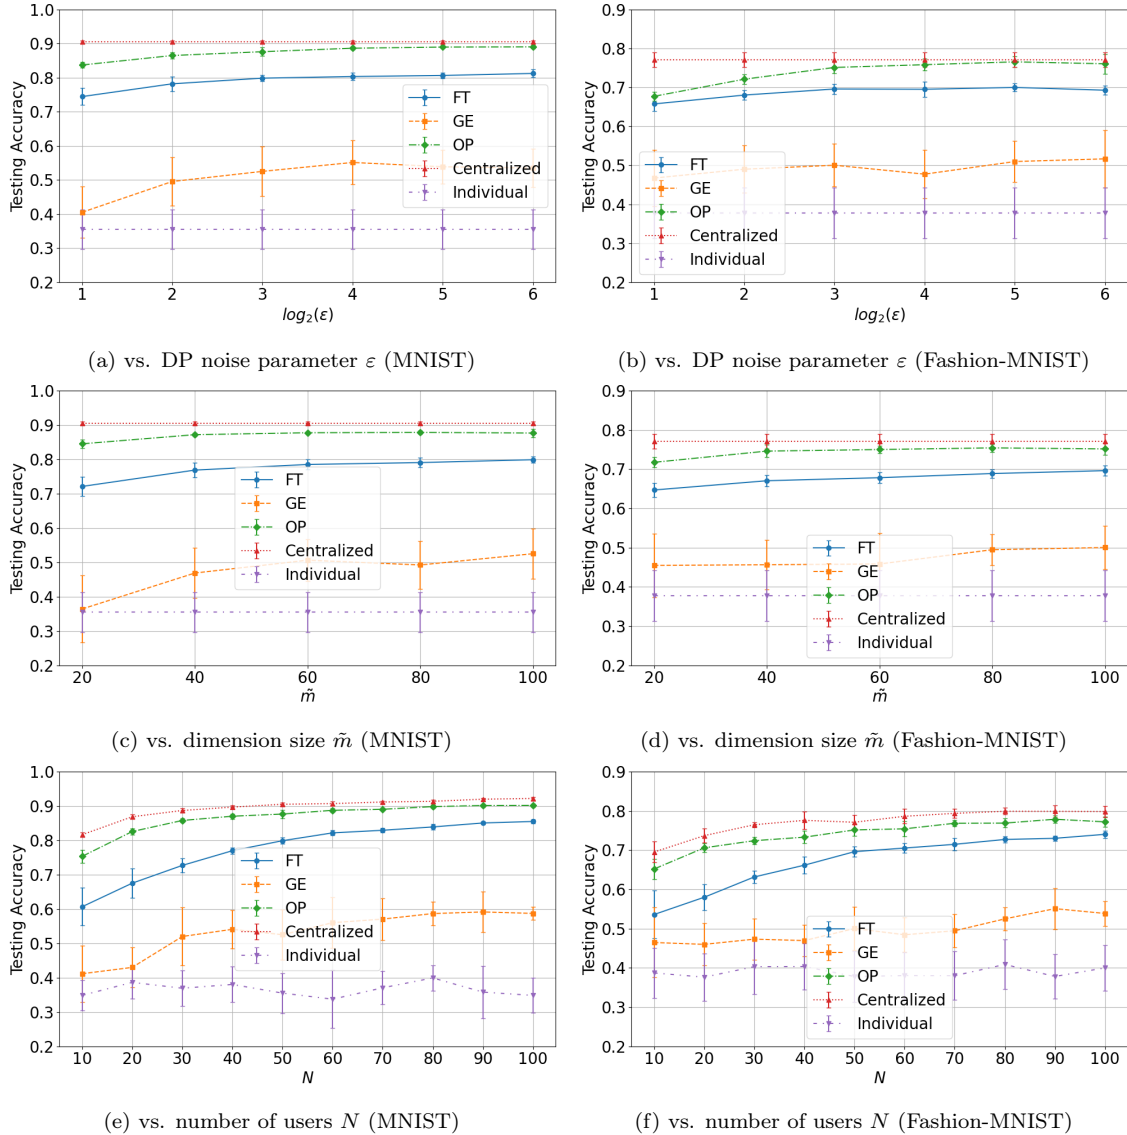 1.0
0.9
0.8
0.7
0.6
0.5
0.4
0.3
0.2
Testing Accuracy
FT
GE
OP
Centralized
Individual
1 2 3 4 5 6
log₂(ε)
(a) vs. DP noise parameter ε (MNIST)
0.9
0.8
0.7
0.6
0.5
0.4
0.3
0.2
Testing Accuracy
FT
GE
OP
Centralized
Individual
1 2 3 4 5 6
log₂(ε)
(b) vs. DP noise parameter ε (Fashion-MNIST)
1.0
0.9
0.8
0.7
0.6
0.5
0.4
0.3
0.2
Testing Accuracy
FT
GE
OP
Centralized
Individual
20 40 60 80 100
m̃
(c) vs. dimension size m̃ (MNIST)
0.9
0.8
0.7
0.6
0.5
0.4
0.3
0.2
Testing Accuracy
FT
GE
OP
Centralized
Individual
20 40 60 80 100
m̃
(d) vs. dimension size m̃ (Fashion-MNIST)
1.0
0.9
0.8
0.7
0.6
0.5
0.4
0.3
0.2
Testing Accuracy
FT
GE
OP
Centralized
Individual
10 20 30 40 50 60 70 80 90 100
N
(e) vs. number of users N (MNIST)
0.9
0.8
0.7
0.6
0.5
0.4
0.3
0.2
Testing Accuracy
FT
GE
OP
Centralized
Individual
10 20 30 40 50 60 70 80 90 100
N
(f) vs. number of users N (Fashion-MNIST)